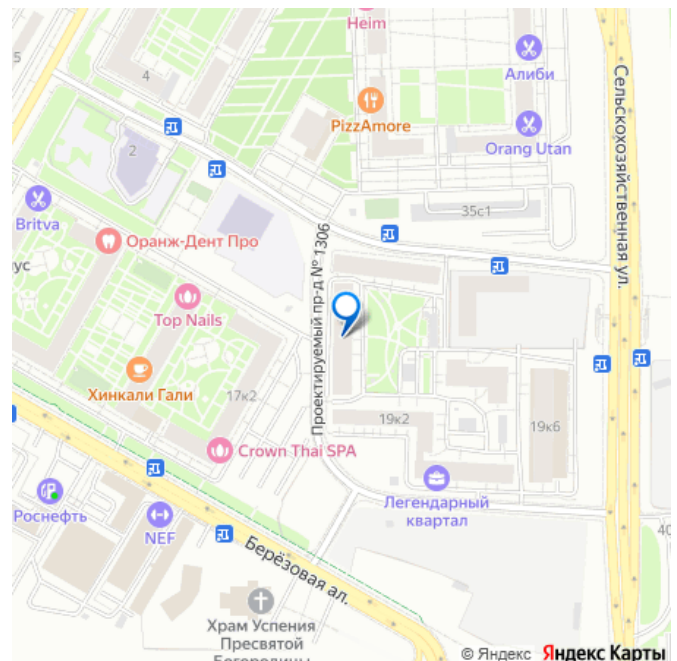 Heim
5
4
Алиби
PizzAmore
Orang Utan
2
35с1
Britva
Оранж-Дент Про
ус
Top Nails
Проектируемый пр-д № 1306
Сельскохозяйственная ул.
Хинкали Гали
17к2
19к2
19к6
Crown Thai SPA
Легендарный
квартал
Роснефть
NEF
Берёзовая ал.
40
Храм Успения
Пресвятой
Богородицы
© Яндекс Яндекс Карты